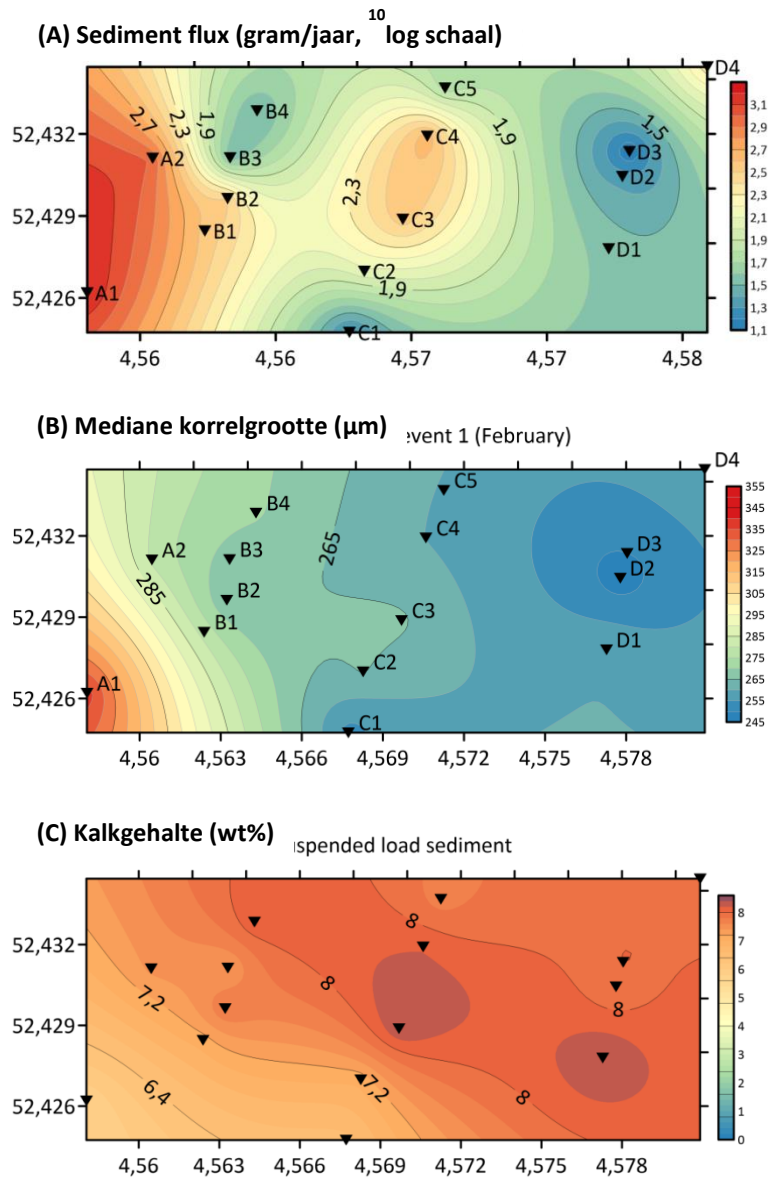 (A) Sediment flux (gram/jaar, 10log schaal)
D4
C5
B4
C4
A2
B3
D3
D2
B2
C3
B1
D1
C2
A1
C1
2,7
2,3
1,9
1,9
1,5
2,3
1,9
52,432
52,429
52,426
4,56
4,56
4,57
4,57
4,58
3,1
2,9
2,7
2,5
2,3
2,1
1,9
1,7
1,5
1,3
1,1
(B) Mediane korrelgrootte (µm)
event 1 (February)
D4
C5
B4
C4
A2
B3
D3
D2
B2
C3
B1
D1
C2
A1
C1
265
285
52,432
52,429
52,426
4,56
4,563
4,566
4,569
4,572
4,575
4,578
355
345
335
325
315
305
295
285
275
265
255
245
(C) Kalkgehalte (wt%)
uspended load sediment
8
8
8
7,2
7,2
6,4
8
52,432
52,429
52,426
4,56
4,563
4,566
4,569
4,572
4,575
4,578
8
7
6
5
4
3
2
1
0